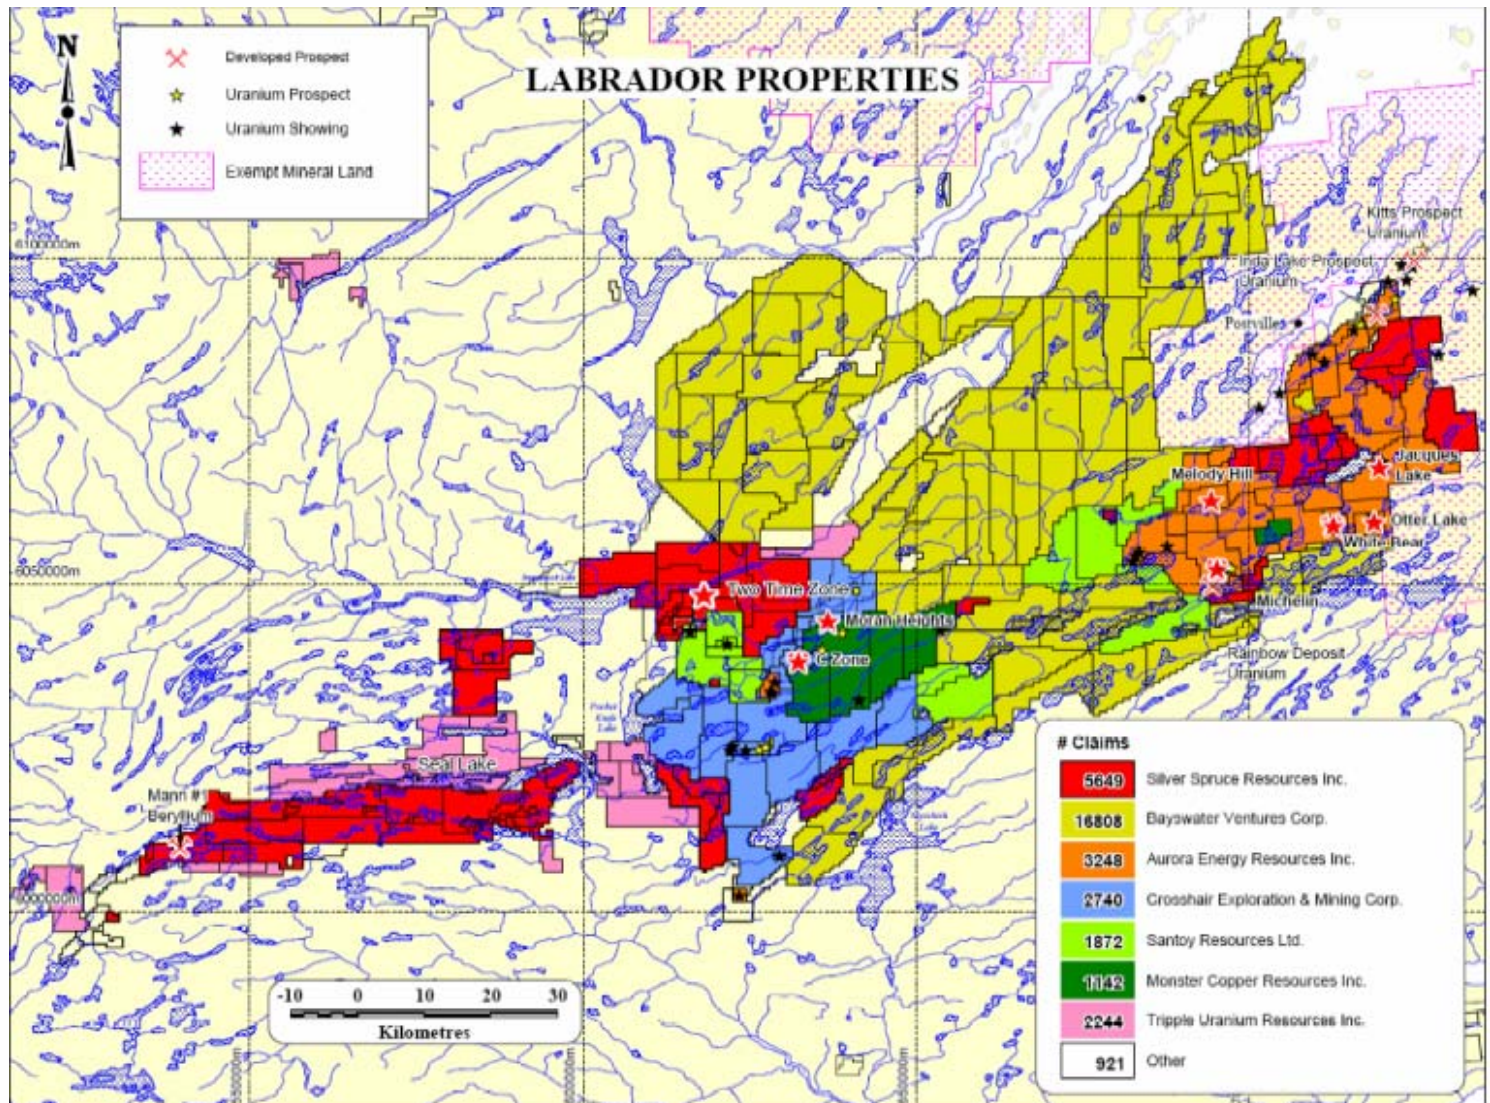 N
LABRADOR PROPERTIES
Developed Prospect
Uranium Prospect
Uranium Showing
Exempt Mineral Land
6100000m
Kitts Prospect
Uranium
Inda Lake Prospect
Uranium
Postville
Jacques
Lake
Melody Hill
Otter Lake
White Bear
6050000m
Two Time Zone
Michelin
Moran Heights
C Zone
Rainbow Deposit
Uranium
Seal Lake
Mann #1
Beryllium
# Claims
5649 Silver Spruce Resources Inc.
16808 Bayswater Ventures Corp.
3248 Aurora Energy Resources Inc.
2740 Crosshair Exploration & Mining Corp.
1872 Santoy Resources Ltd.
1142 Monster Copper Resources Inc.
2244 Tripple Uranium Resources Inc.
921 Other
-10 0 10 20 30
Kilometres